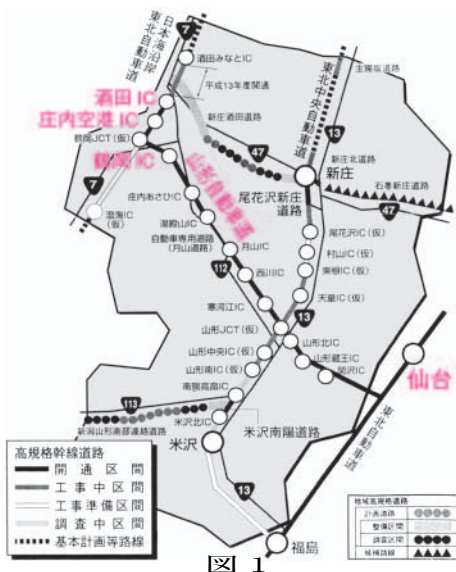 日本海沿岸
東北自動車道
7
酒田みなとIC
平成13年度開通
酒田 IC
庄内空港 IC
鶴岡JCT(仮)
鶴岡 IC
新庄酒田道路
47
東北中央自動車道
主寝坂道路
13
新庄北道路
新庄
石巻新庄道路
47
尾花沢新庄
道路
山形自動車道
7
温海IC
(仮)
庄内あさひIC
湯殿山IC
自動車専用道路
(月山道路)
月山IC
112
西川IC
寒河江IC
尾花沢IC(仮)
村山IC(仮)
東根IC(仮)
天童IC(仮)
13
山形JCT(仮)
山形北IC
山形中央IC(仮)
山形蔵王IC
山形南IC(仮)
関沢IC
仙台
南陽高畠IC
113
新潟山形南部連絡道路
米沢北IC
米沢南陽道路
米沢
東北自動車道
13
福島
高規格幹線道路
開通区間
工事中区間
工事準備区間
調査中区間
基本計画等路線
地域高規格道路
計画道路
整備区間
調査区間
候補路線
図 1